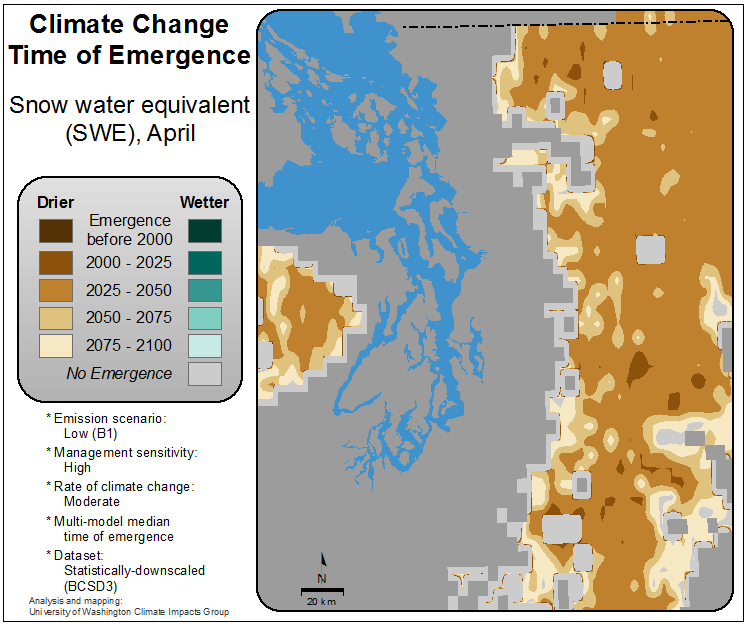 Climate Change
Time of Emergence
Snow water equivalent
(SWE), April
Drier Wetter
Emergence
before 2000
2000 - 2025
2025 - 2050
2050 - 2075
2075 - 2100
No Emergence
* Emission scenario:
Low (B1)
* Management sensitivity:
High
* Rate of climate change:
Moderate
* Multi-model median
time of emergence
* Dataset:
Statistically-downscaled
(BCSD3)
Analysis and mapping:
University of Washington Climate Impacts Group
N
20 km